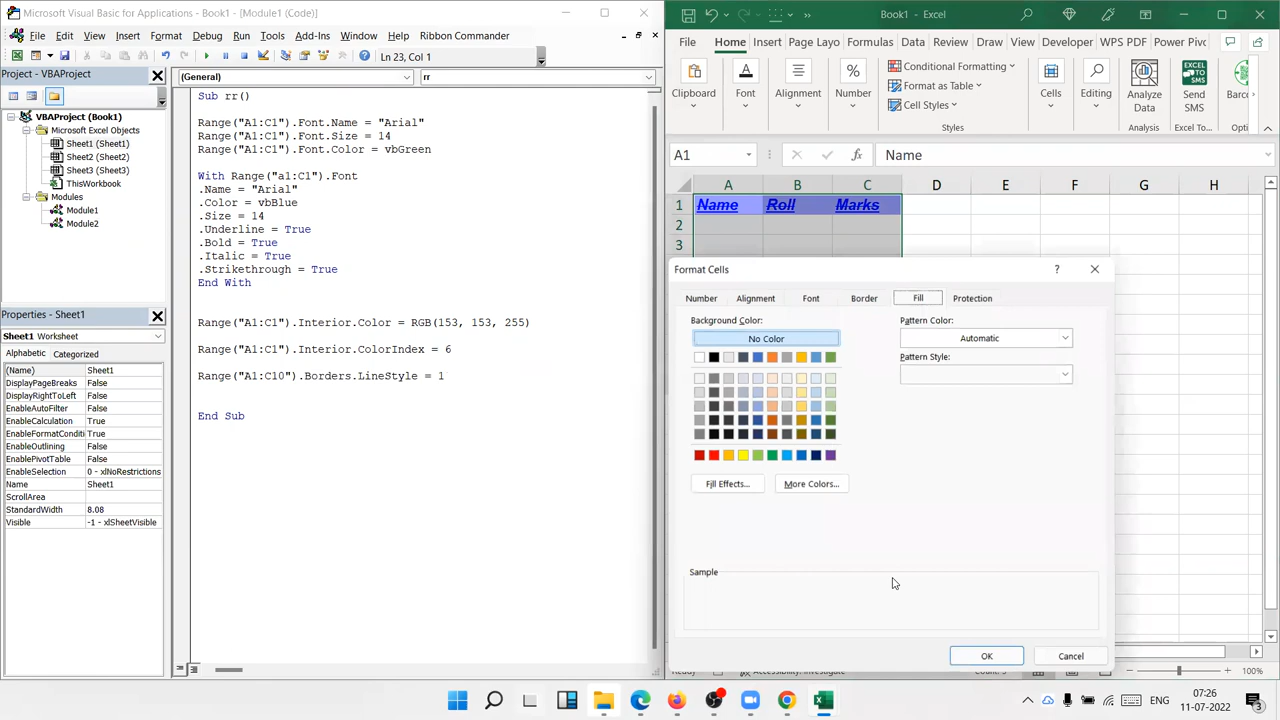 Microsoft Visual Basic for Applications - Book1 - [Module1 (Code)]
File Edit View Insert Format Debug Run Tools Add-Ins Window Help Ribbon Commander
Ln 23, Col 1
Project - VBAProject
VBAProject (Book1)
Microsoft Excel Objects
Sheet1 (Sheet1)
Sheet2 (Sheet2)
Sheet3 (Sheet3)
ThisWorkbook
Modules
Module1
Module2
Properties - Sheet1
Sheet1 Worksheet
Alphabetic Categorized
(Name) Sheet1
DisplayPageBreaks False
DisplayRightToLeft False
EnableAutoFilter False
EnableCalculation True
EnableFormatConditi True
EnableOutlining False
EnablePivotTable False
EnableSelection 0 - xlNoRestrictions
Name Sheet1
ScrollArea
StandardWidth 8.08
Visible -1 - xlSheetVisible
(General) rr
Sub rr()
Range("A1:C1").Font.Name = "Arial"
Range("A1:C1").Font.Size = 14
Range("A1:C1").Font.Color = vbGreen
With Range("a1:C1").Font
.Name = "Arial"
.Color = vbBlue
.Size = 14
.Underline = True
.Bold = True
.Italic = True
.Strikethrough = True
End With
Range("A1:C1").Interior.Color = RGB(153, 153, 255)
Range("A1:C1").Interior.ColorIndex = 6
Range("A1:C10").Borders.LineStyle = 1
End Sub
Book1 - Excel
File Home Insert Page Layo Formulas Data Review View Developer WPS PDF Power Piv
Clipboard Font Alignment Number
Conditional Formatting
Format as Table
Cell Styles
Styles
Cells Editing
Analyze Data
Analysis
Send SMS
Excel To...
Barco
Opti
A1 fx Name
A B C D E F G H
1 Name Roll Marks
2
3
Format Cells ?
Number Alignment Font Border Fill Protection
Background Color:
No Color
Fill Effects... More Colors...
Pattern Color:
Automatic
Pattern Style:
Sample
OK Cancel
100%
ENG
07:26
11-07-2022
3